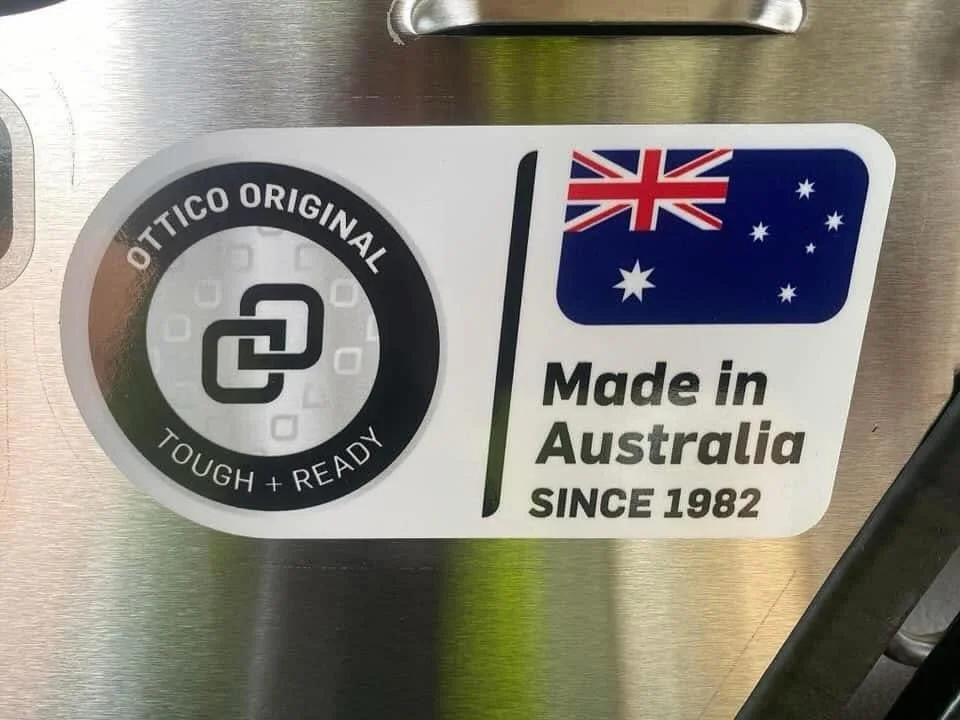 OTTICO ORIGINAL
TOUGH + READY
Made in
Australia
SINCE 1982